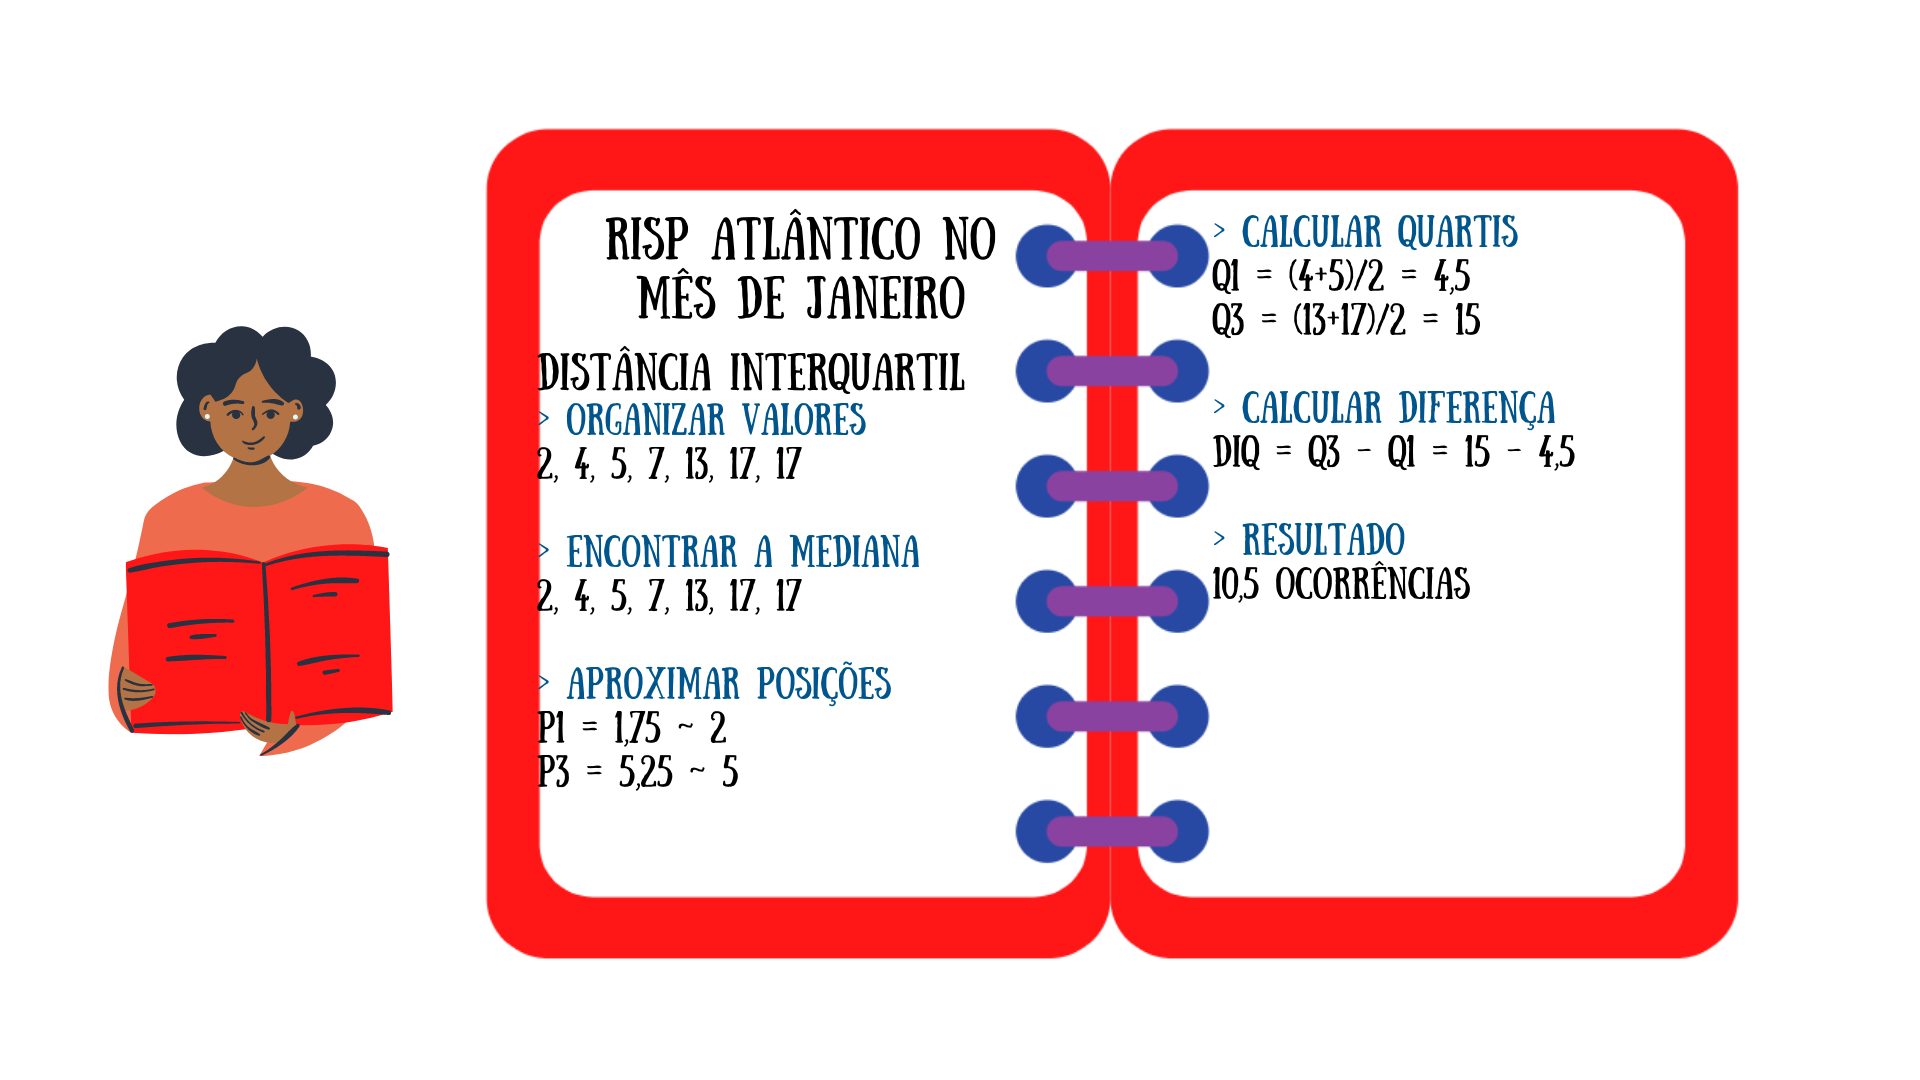 RISP ATLÂNTICO NO
MÊS DE JANEIRO
DISTÂNCIA INTERQUARTIL
> ORGANIZAR VALORES
2, 4, 5, 7, 13, 17, 17
> ENCONTRAR A MEDIANA
2, 4, 5, 7, 13, 17, 17
> APROXIMAR POSIÇÕES
P1 = 1,75 ~ 2
P3 = 5,25 ~ 5
> CALCULAR QUARTIS
Q1 = (4+5)/2 = 4,5
Q3 = (13+17)/2 = 15
> CALCULAR DIFERENÇA
DIQ = Q3 - Q1 = 15 - 4,5
> RESULTADO
10,5 OCORRÊNCIAS